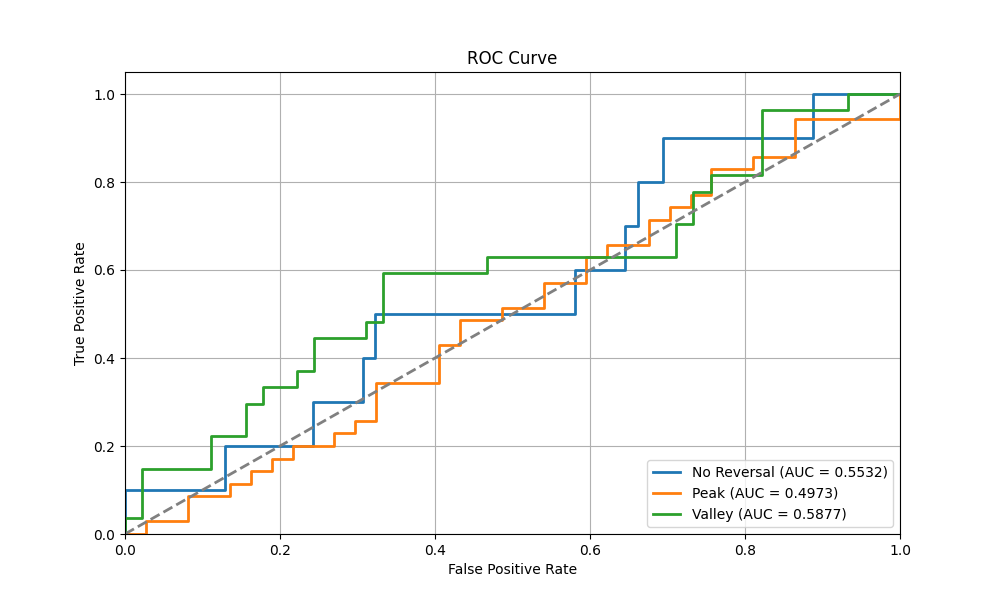 ROC Curve
True Positive Rate
1.0
0.8
0.6
0.4
0.2
0.0
No Reversal (AUC = 0.5532)
Peak (AUC = 0.4973)
Valley (AUC = 0.5877)
0.0 0.2 0.4 0.6 0.8 1.0
False Positive Rate